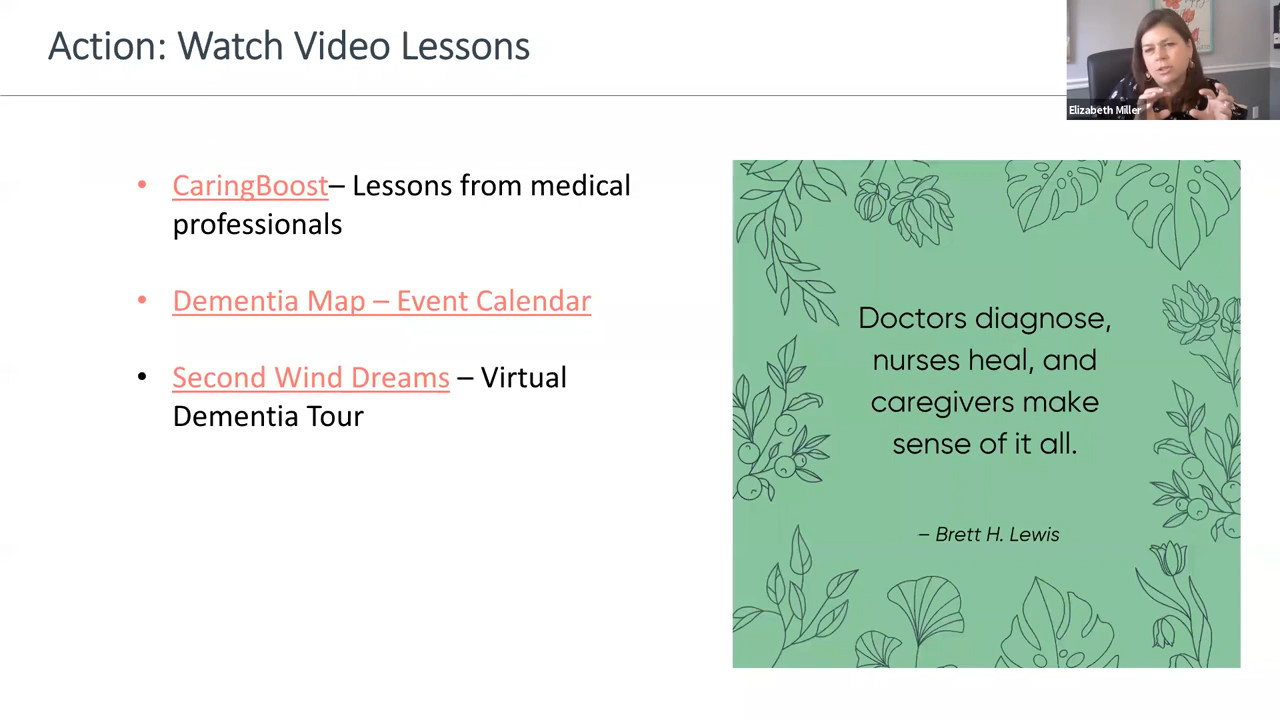 Action: Watch Video Lessons
Elizabeth Miller
• CaringBoost– Lessons from medical
professionals
• Dementia Map – Event Calendar
• Second Wind Dreams – Virtual
Dementia Tour
Doctors diagnose,
nurses heal, and
caregivers make
sense of it all.
– Brett H. Lewis